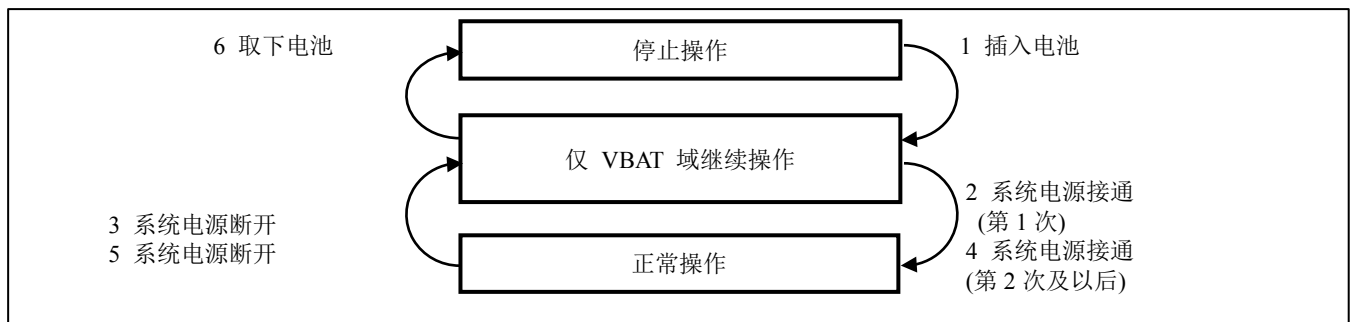 6 取下电池
停止操作
1 插入电池
仅 VBAT 域继续操作
2 系统电源接通
(第 1 次)
3 系统电源断开
5 系统电源断开
正常操作
4 系统电源接通
(第 2 次及以后)